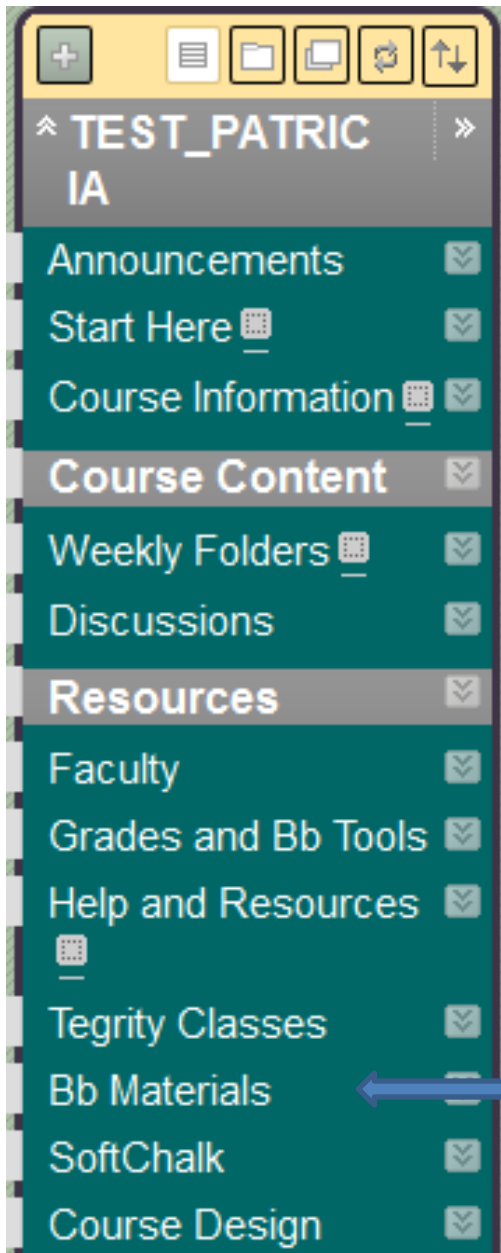 TEST_PATRIC
IA
Announcements
Start Here
Course Information
Course Content
Weekly Folders
Discussions
Resources
Faculty
Grades and Bb Tools
Help and Resources
Tegrity Classes
Bb Materials
SoftChalk
Course Design